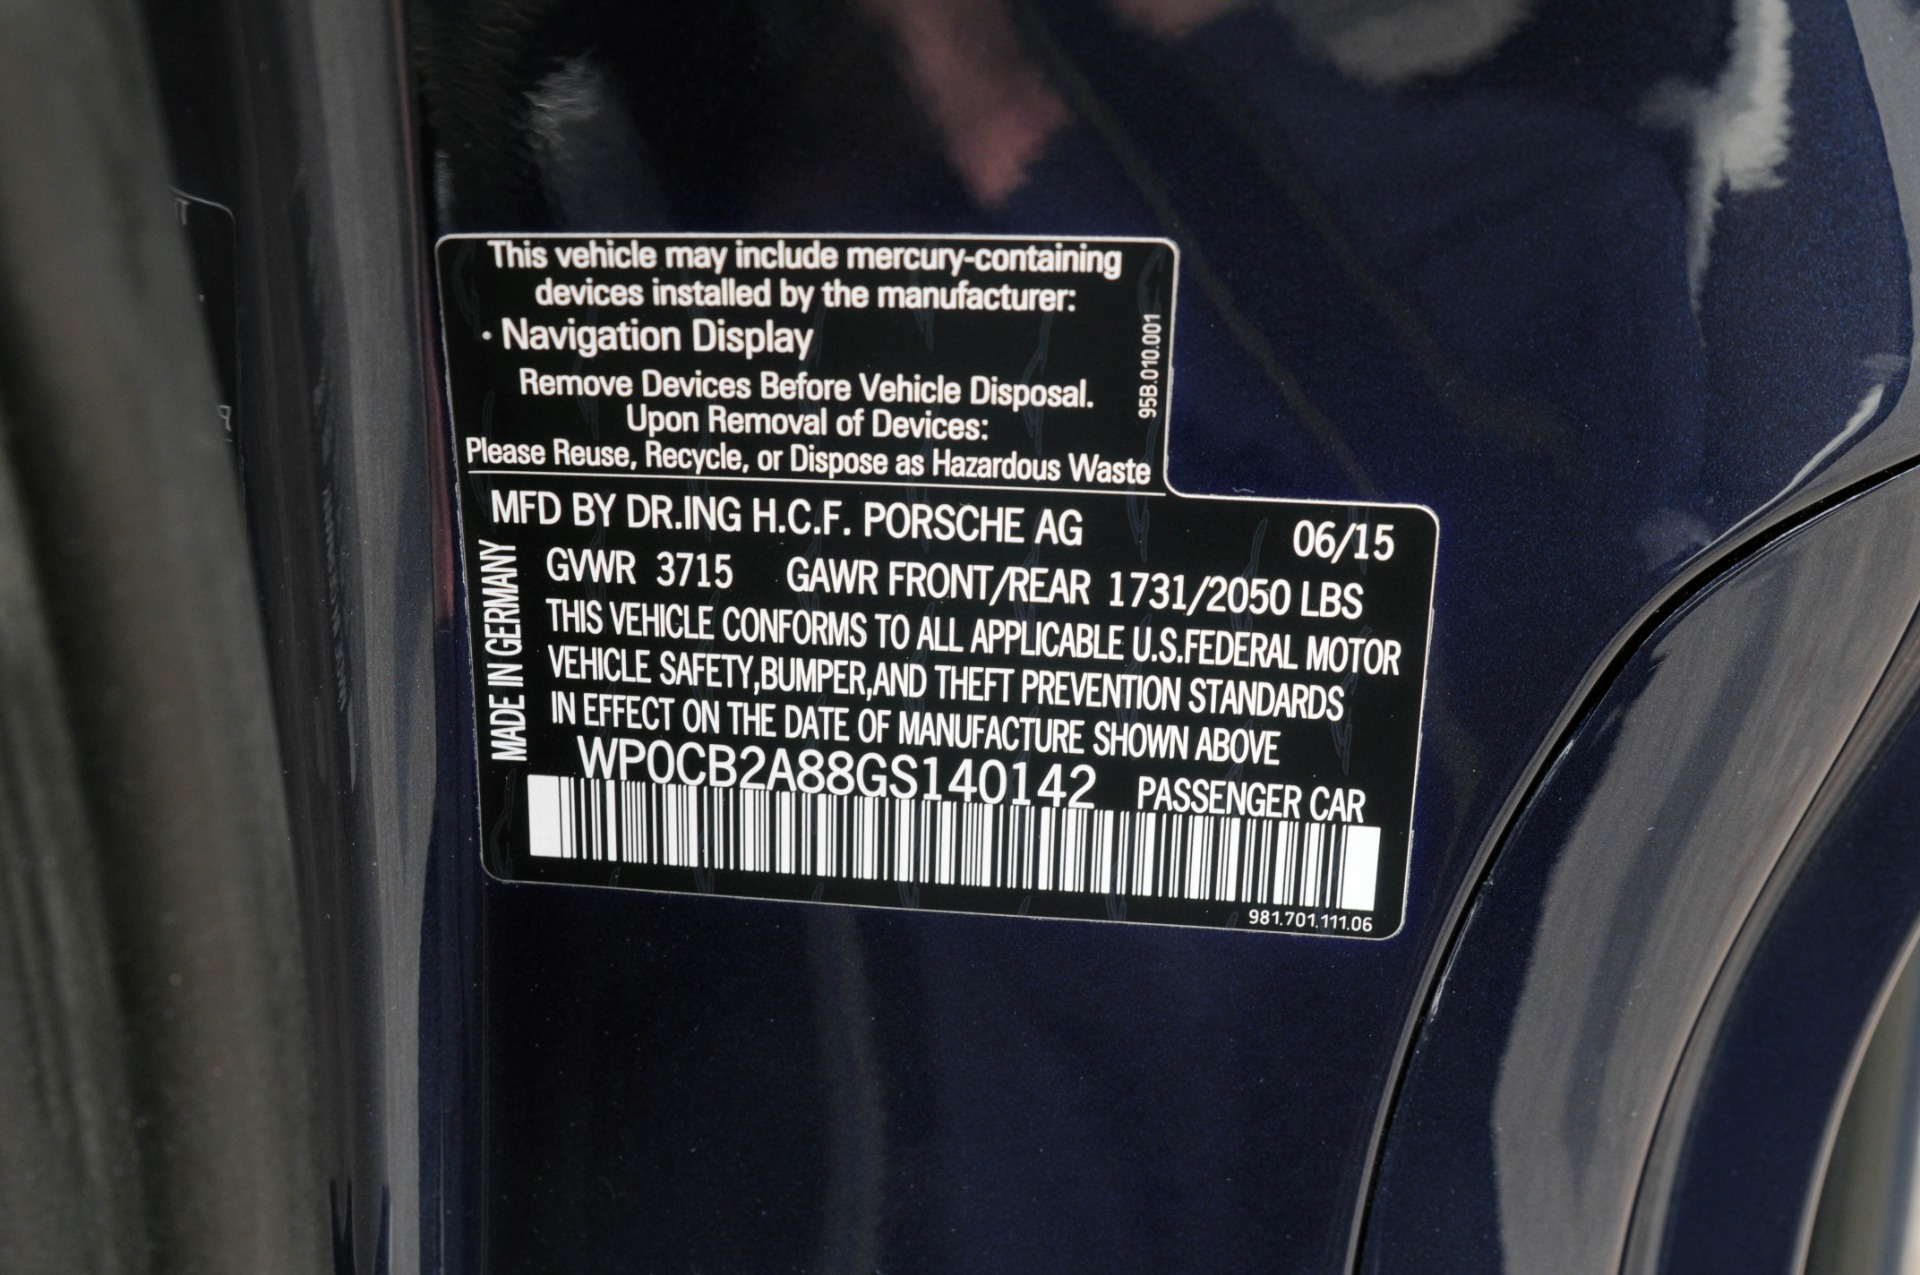 This vehicle may include mercury-containing
devices installed by the manufacturer:
· Navigation Display
Remove Devices Before Vehicle Disposal.
Upon Removal of Devices:
Please Reuse, Recycle, or Dispose as Hazardous Waste
95B.010.001
MFD BY DR.ING H.C.F. PORSCHE AG 06/15
GVWR 3715 GAWR FRONT/REAR 1731/2050 LBS
THIS VEHICLE CONFORMS TO ALL APPLICABLE U.S.FEDERAL MOTOR
VEHICLE SAFETY,BUMPER,AND THEFT PREVENTION STANDARDS
IN EFFECT ON THE DATE OF MANUFACTURE SHOWN ABOVE
MADE IN GERMANY
WP0CB2A88GS140142 PASSENGER CAR
981.701.111.06